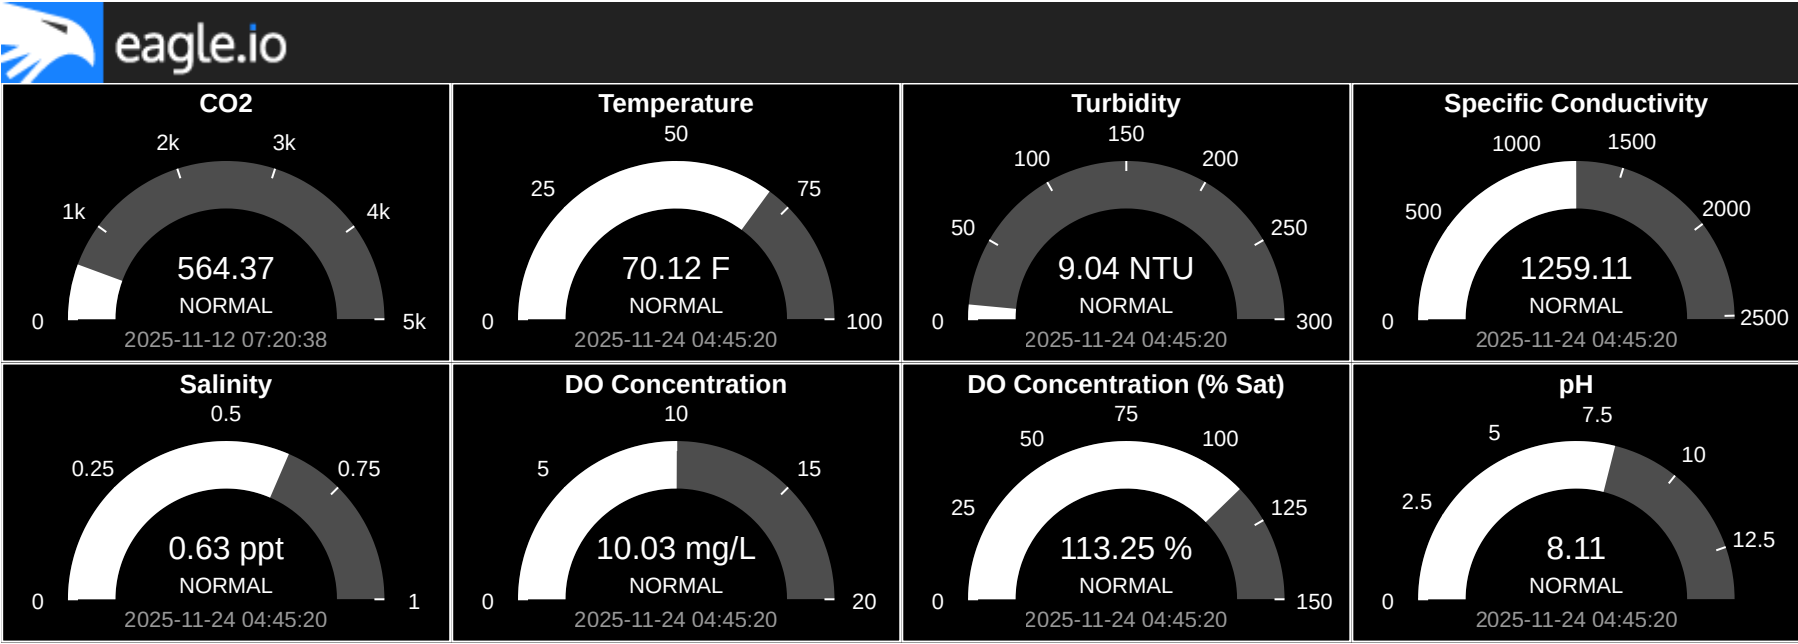 eagle.io
CO2
2k
3k
1k
4k
564.37
NORMAL
0
5k
2025-11-12 07:20:38
Temperature
50
25
75
70.12 F
NORMAL
0
100
2025-11-24 04:45:20
Turbidity
150
100
200
50
250
9.04 NTU
NORMAL
0
300
2025-11-24 04:45:20
Specific Conductivity
1000
1500
500
2000
1259.11
NORMAL
0
2500
2025-11-24 04:45:20
Salinity
0.5
0.25
0.75
0.63 ppt
NORMAL
0
1
2025-11-24 04:45:20
DO Concentration
10
5
15
10.03 mg/L
NORMAL
0
20
2025-11-24 04:45:20
DO Concentration (% Sat)
75
50
100
25
125
113.25 %
NORMAL
0
150
2025-11-24 04:45:20
pH
7.5
5
10
2.5
12.5
8.11
NORMAL
0
2025-11-24 04:45:20